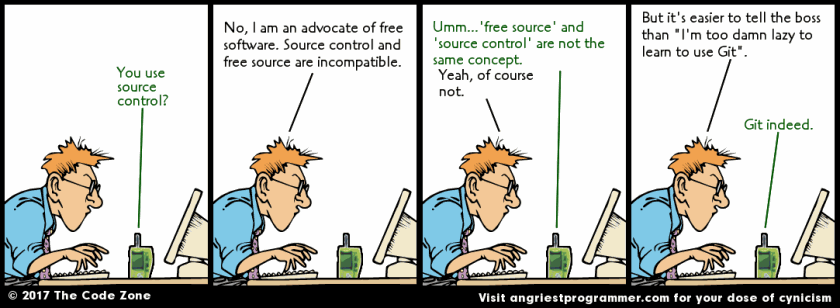 You use
source
control?
No, I am an advocate of free
software. Source control and
free source are incompatible.
Umm...'free source' and
'source control' are not the
same concept.
Yeah, of course
not.
But it's easier to tell the boss
than "I'm too damn lazy to
learn to use Git".
Git indeed.
© 2017 The Code Zone
Visit angriestprogrammer.com for your dose of cynicism